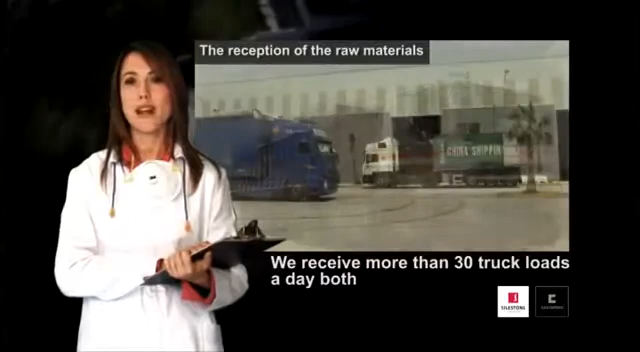 The reception of the raw materials
CHINA SHIPPIN
We receive more than 30 truck loads
a day both
SILESTONE